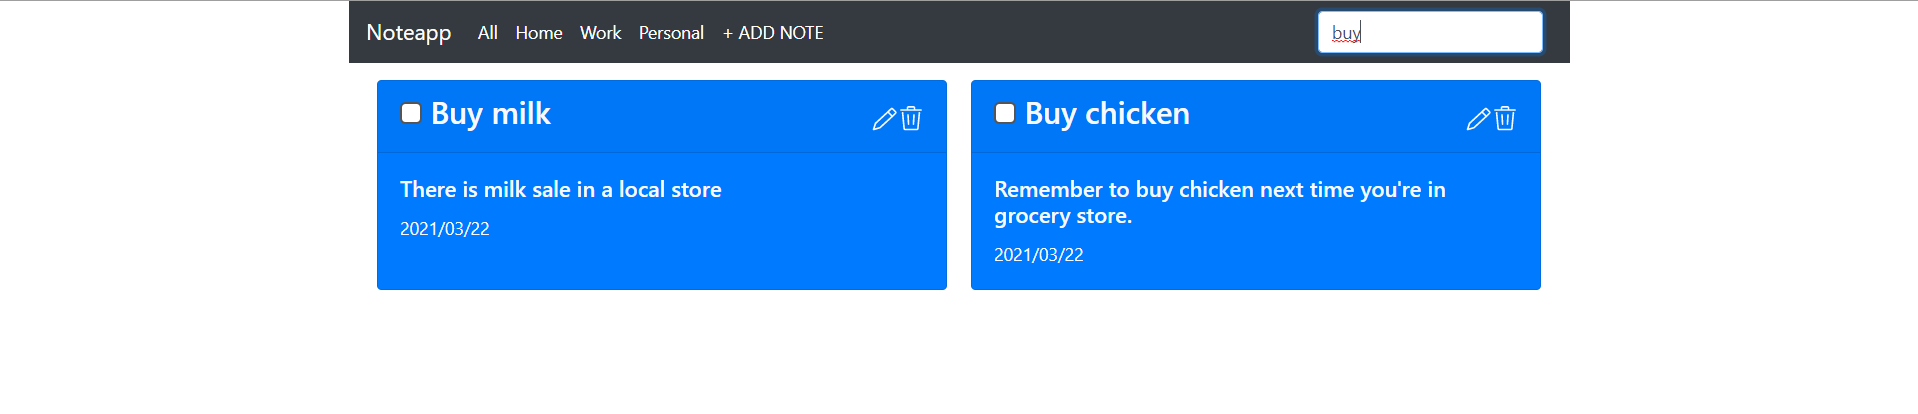 Noteapp All Home Work Personal + ADD NOTE buy
Buy milk
There is milk sale in a local store
2021/03/22
Buy chicken
Remember to buy chicken next time you're in
grocery store.
2021/03/22